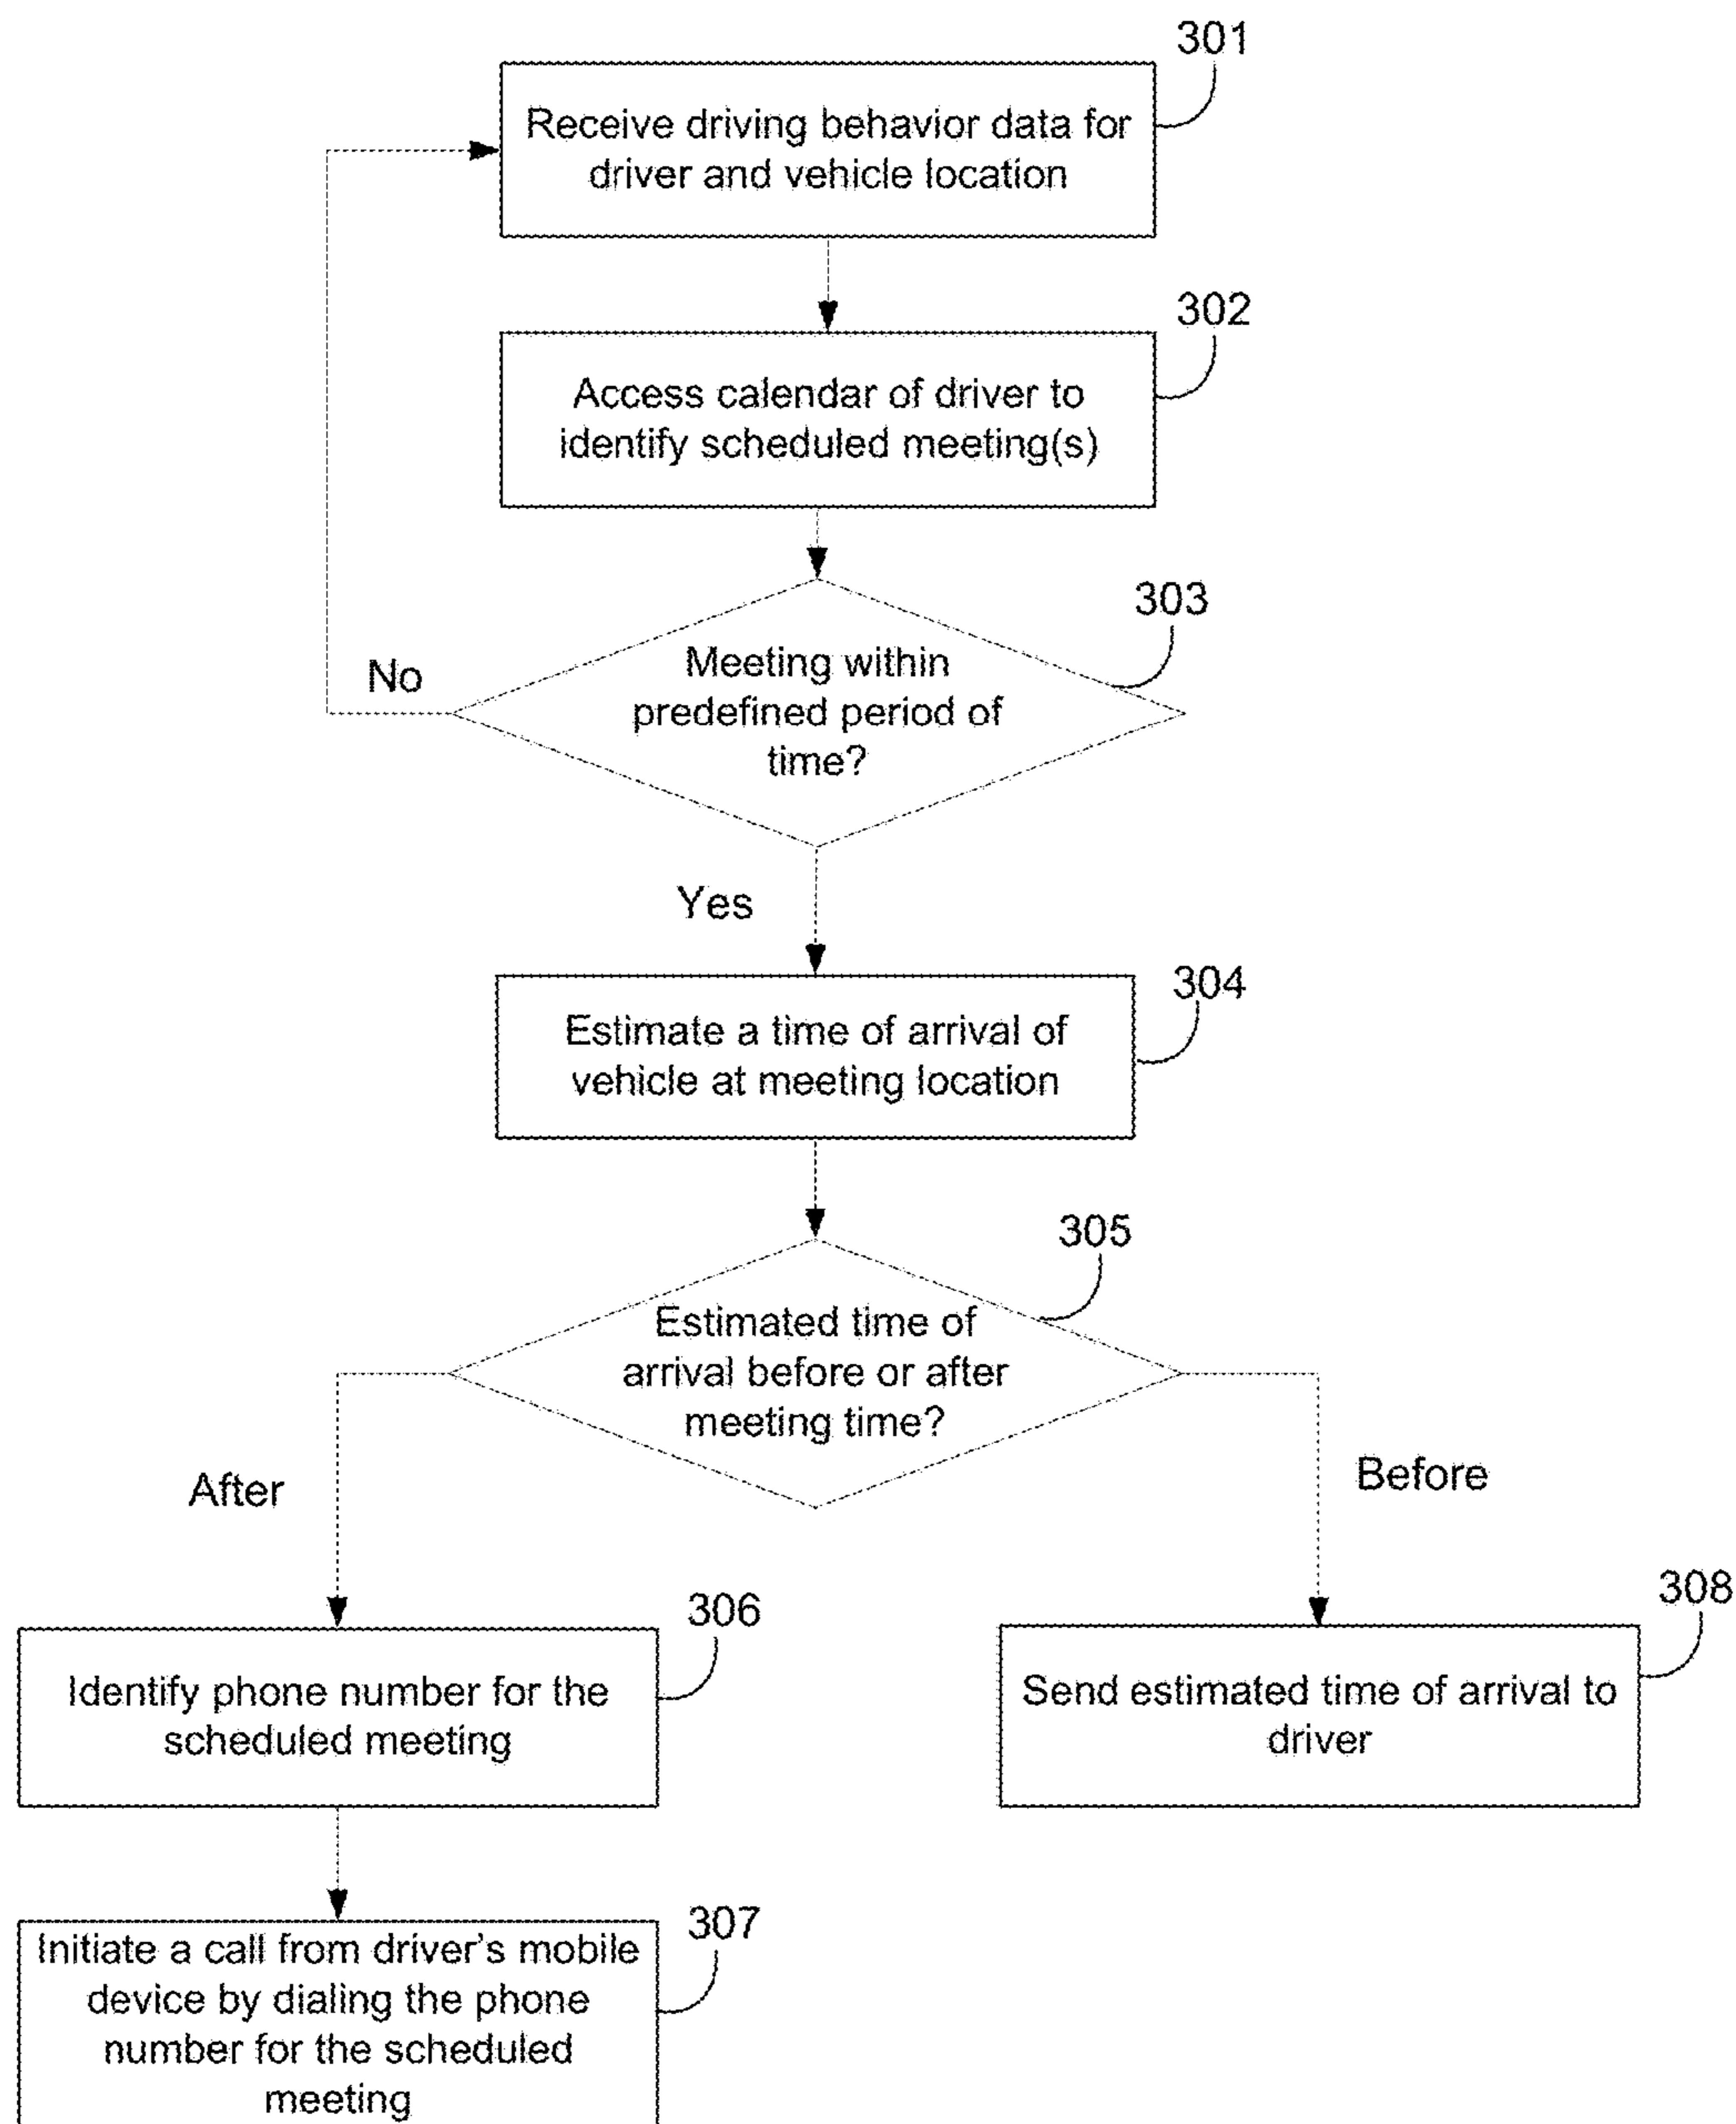 301
Receive driving behavior data for
driver and vehicle location
302
Access calendar of driver to
identify scheduled meeting(s)
303
Meeting within
predefined period of
time?
No
Yes
304
Estimate a time of arrival of
vehicle at meeting location
305
Estimated time of
arrival before or after
meeting time?
After
Before
306
Identify phone number for the
scheduled meeting
308
Send estimated time of arrival to
driver
307
Initiate a call from driver's mobile
device by dialing the phone
number for the scheduled
meeting